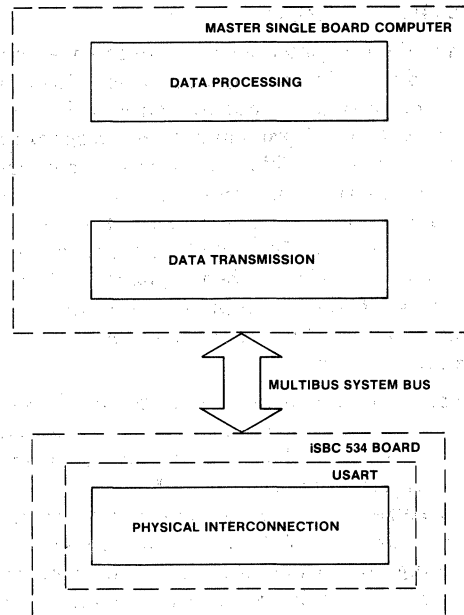 MASTER SINGLE BOARD COMPUTER
DATA PROCESSING
DATA TRANSMISSION
MULTIBUS SYSTEM BUS
iSBC 534 BOARD
USART
PHYSICAL INTERCONNECTION